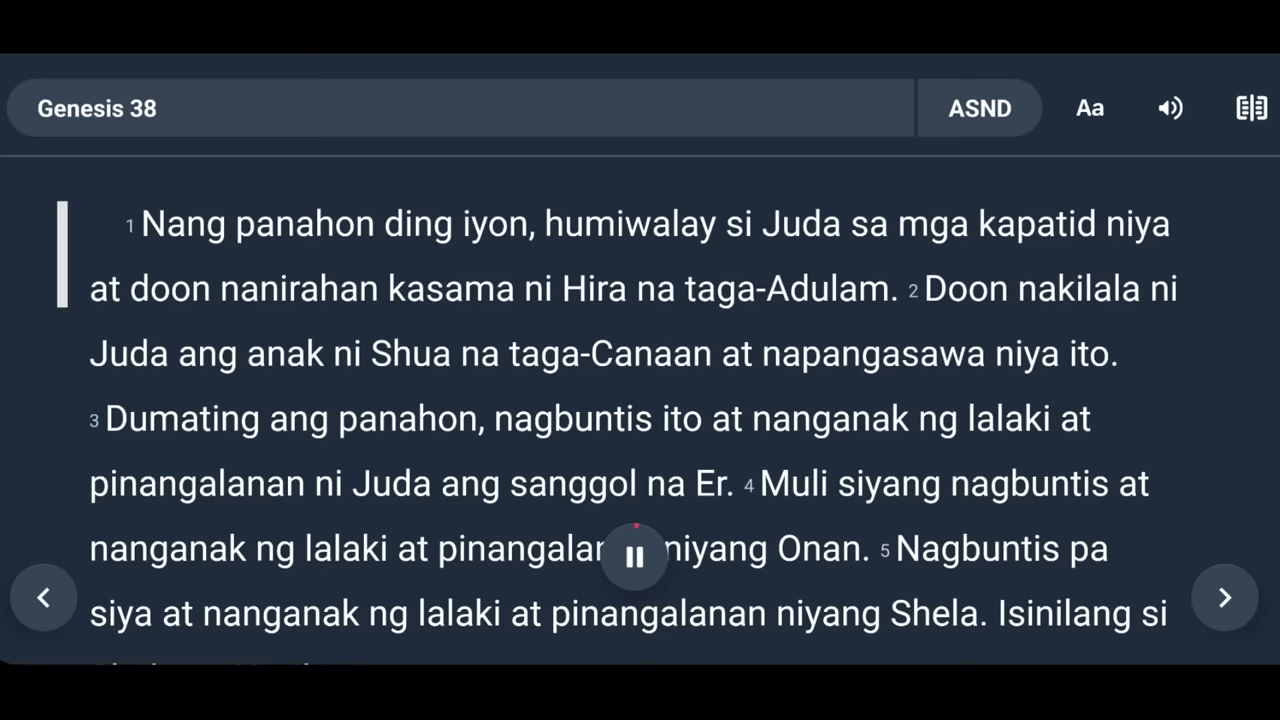 Genesis 38 ASND Aa
1 Nang panahon ding iyon, humiwalay si Juda sa mga kapatid niya
at doon nanirahan kasama ni Hira na taga-Adulam. 2 Doon nakilala ni
Juda ang anak ni Shua na taga-Canaan at napangasawa niya ito.
3 Dumating ang panahon, nagbuntis ito at nanganak ng lalaki at
pinangalanan ni Juda ang sanggol na Er. 4 Muli siyang nagbuntis at
nanganak ng lalaki at niyang Onan. 5 Nagbuntis pa
siya at nanganak ng lalaki at pinangalanan niyang Shela. Isinilang si